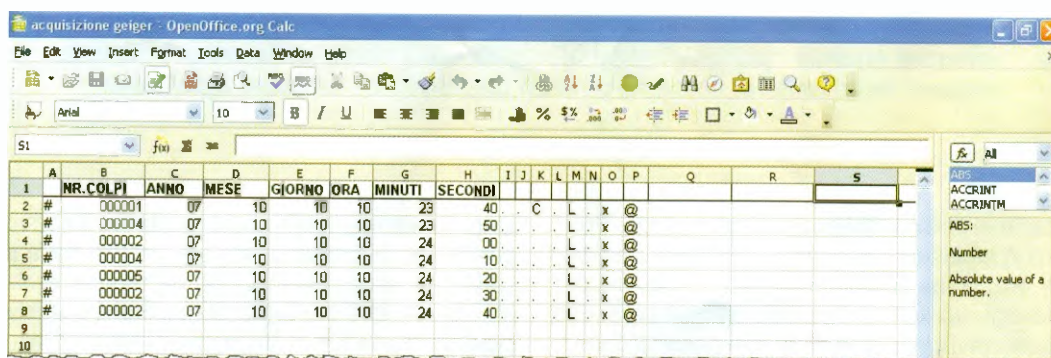 acquisizione geiger - OpenOffice.org Calc
File Edit View Insert Format Tools Data Window Help
Arial 10 B I U % $%
S1 f(x)
All
ABS
ACCRINT
ACCRINTM
ABS:
Number
Absolute value of a
number.
A B C D E F G H I J K L M N O P Q R S
1 NR.COLPI ANNO MESE GIORNO ORA MINUTI SECONDI
2 # 000001 07 10 10 10 23 40 . . C . L . x @
3 # 000004 07 10 10 10 23 50 . . . . L . x @
4 # 000002 07 10 10 10 24 00 . . . . L . x @
5 # 000004 07 10 10 10 24 10 . . . . L . x @
6 # 000005 07 10 10 10 24 20 . . . . L . x @
7 # 000002 07 10 10 10 24 30 . . . . L . x @
8 # 000002 07 10 10 10 24 40 . . . . L . x @
9
10